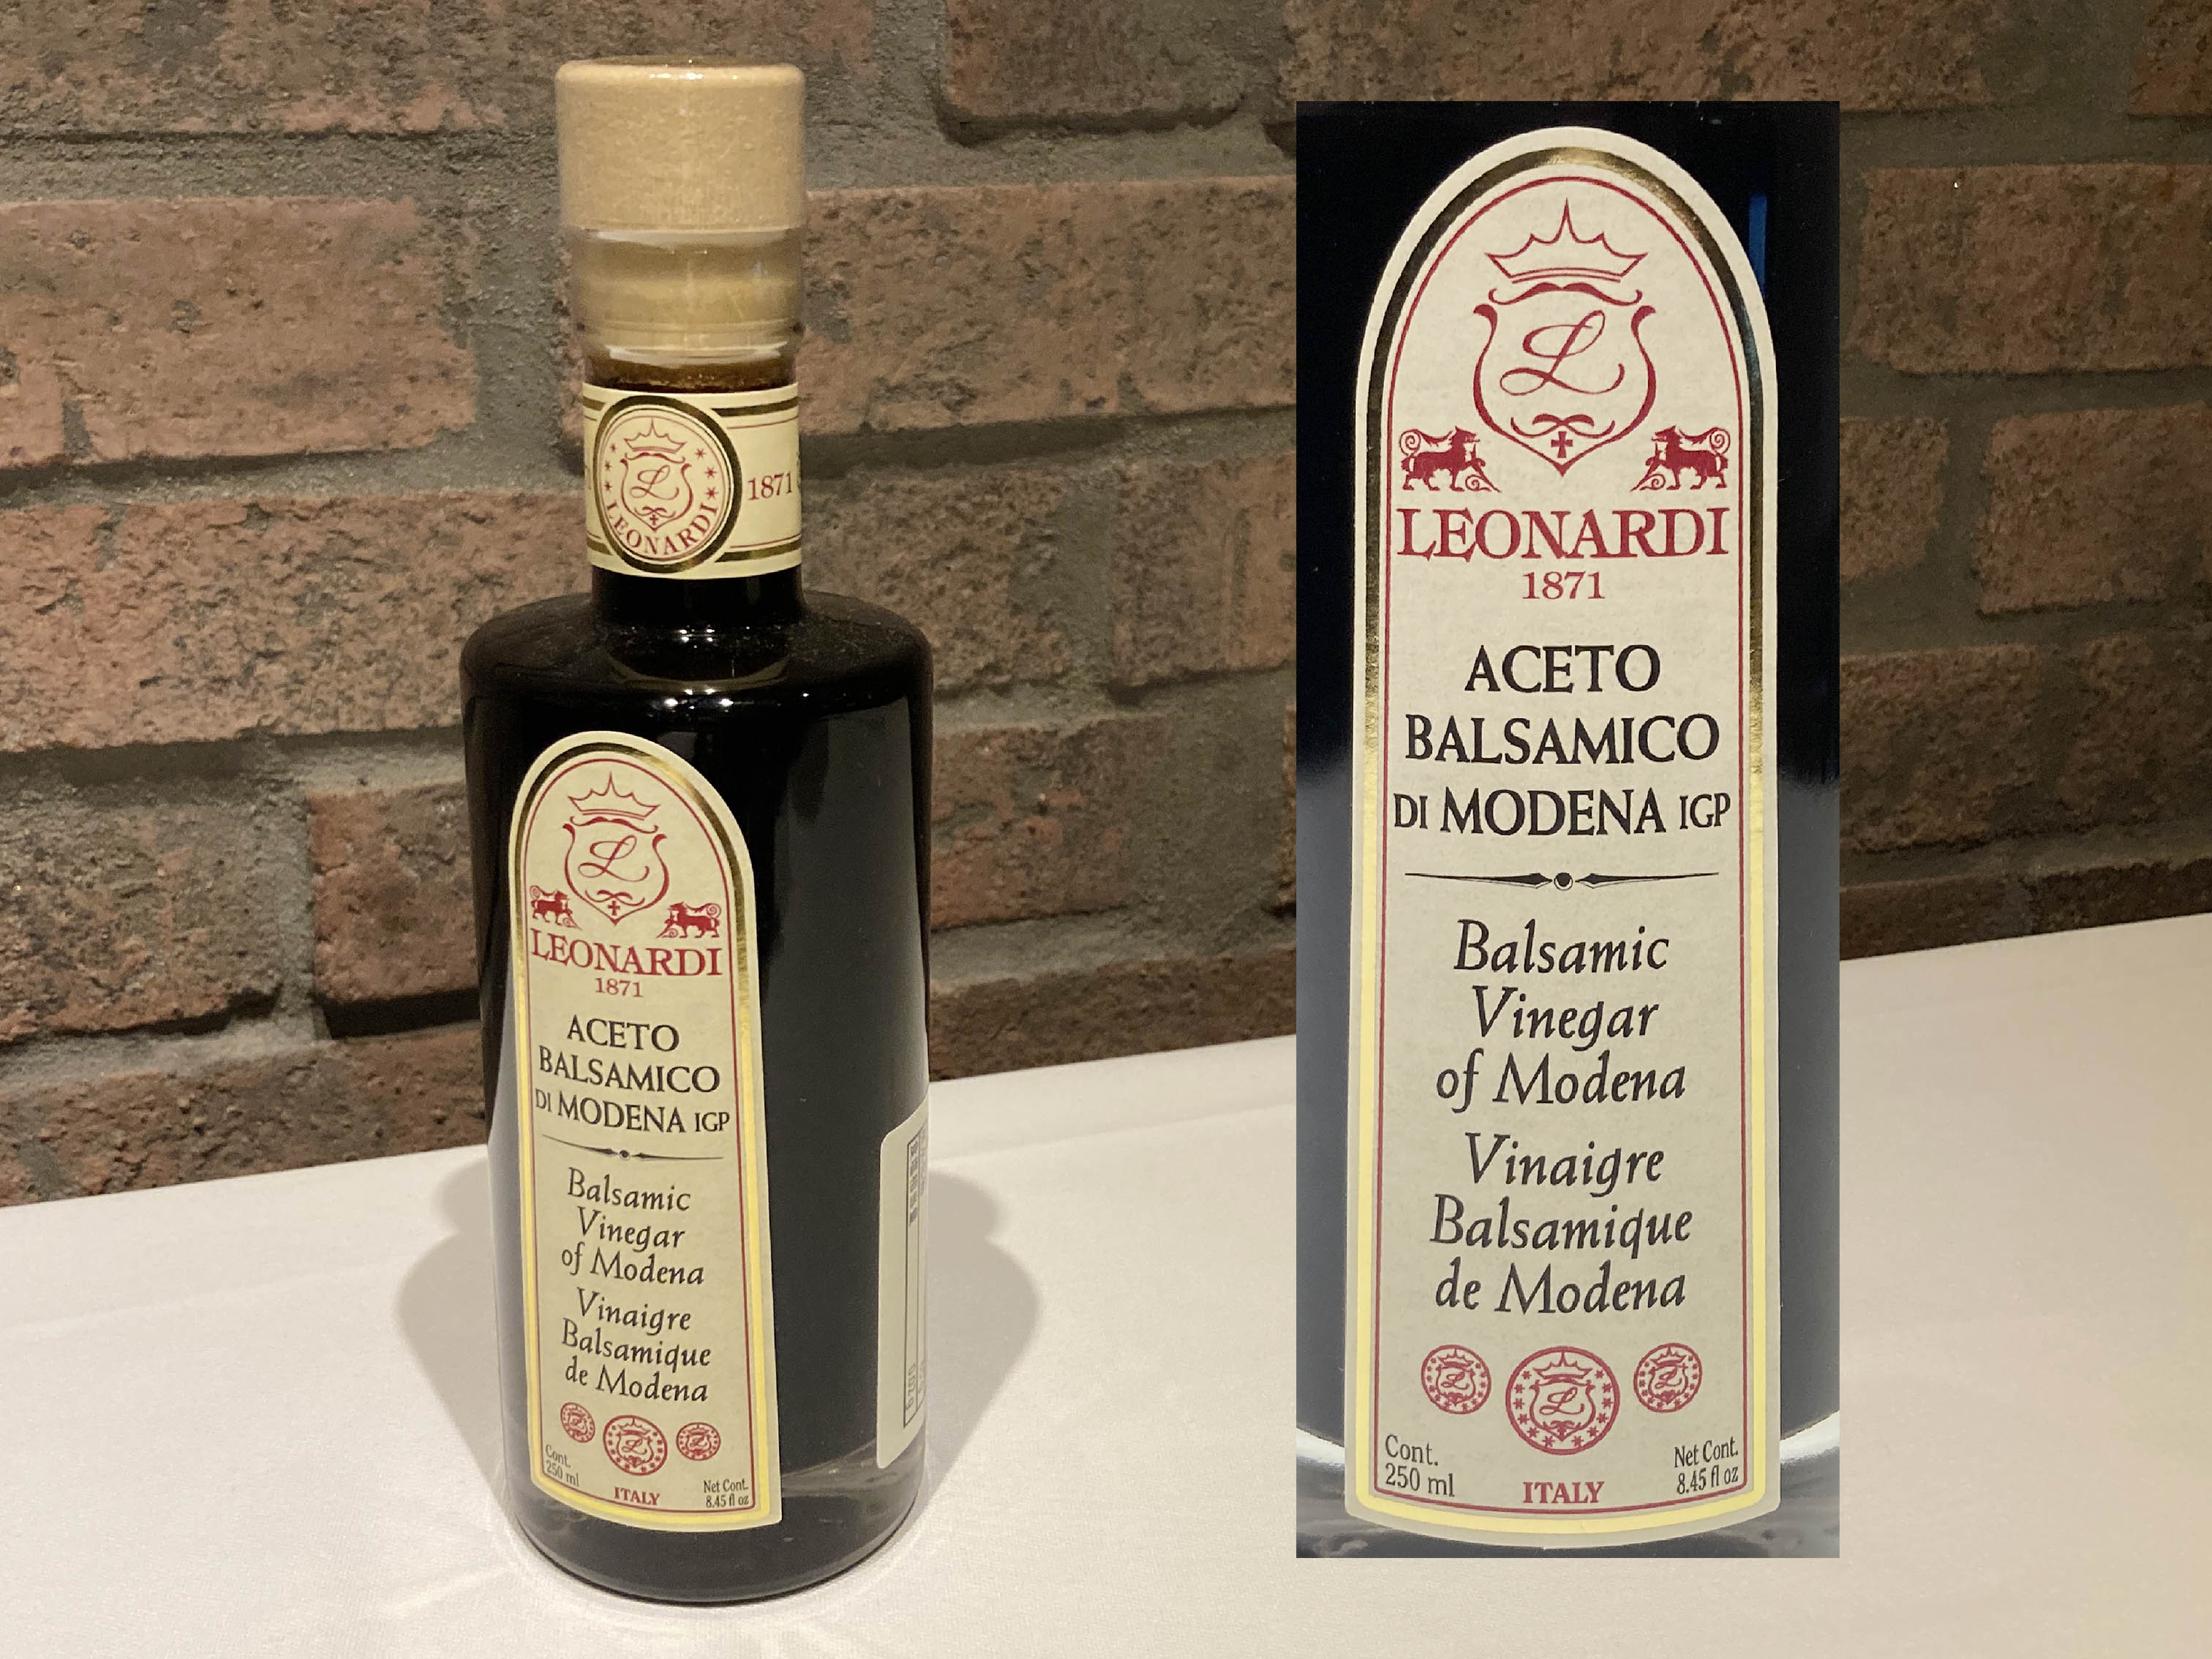 L
LEONARDI
1871
L
LEONARDI
1871
ACETO
BALSAMICO
DI MODENA IGP
Balsamic
Vinegar
of Modena
Vinaigre
Balsamique
de Modena
L
L
L
Cont.
250 ml
ITALY
Net Cont.
8.45 fl oz
L
LEONARDI
1871
ACETO
BALSAMICO
DI MODENA IGP
Balsamic
Vinegar
of Modena
Vinaigre
Balsamique
de Modena
L
L
L
Cont.
250 ml
ITALY
Net Cont.
8.45 fl oz